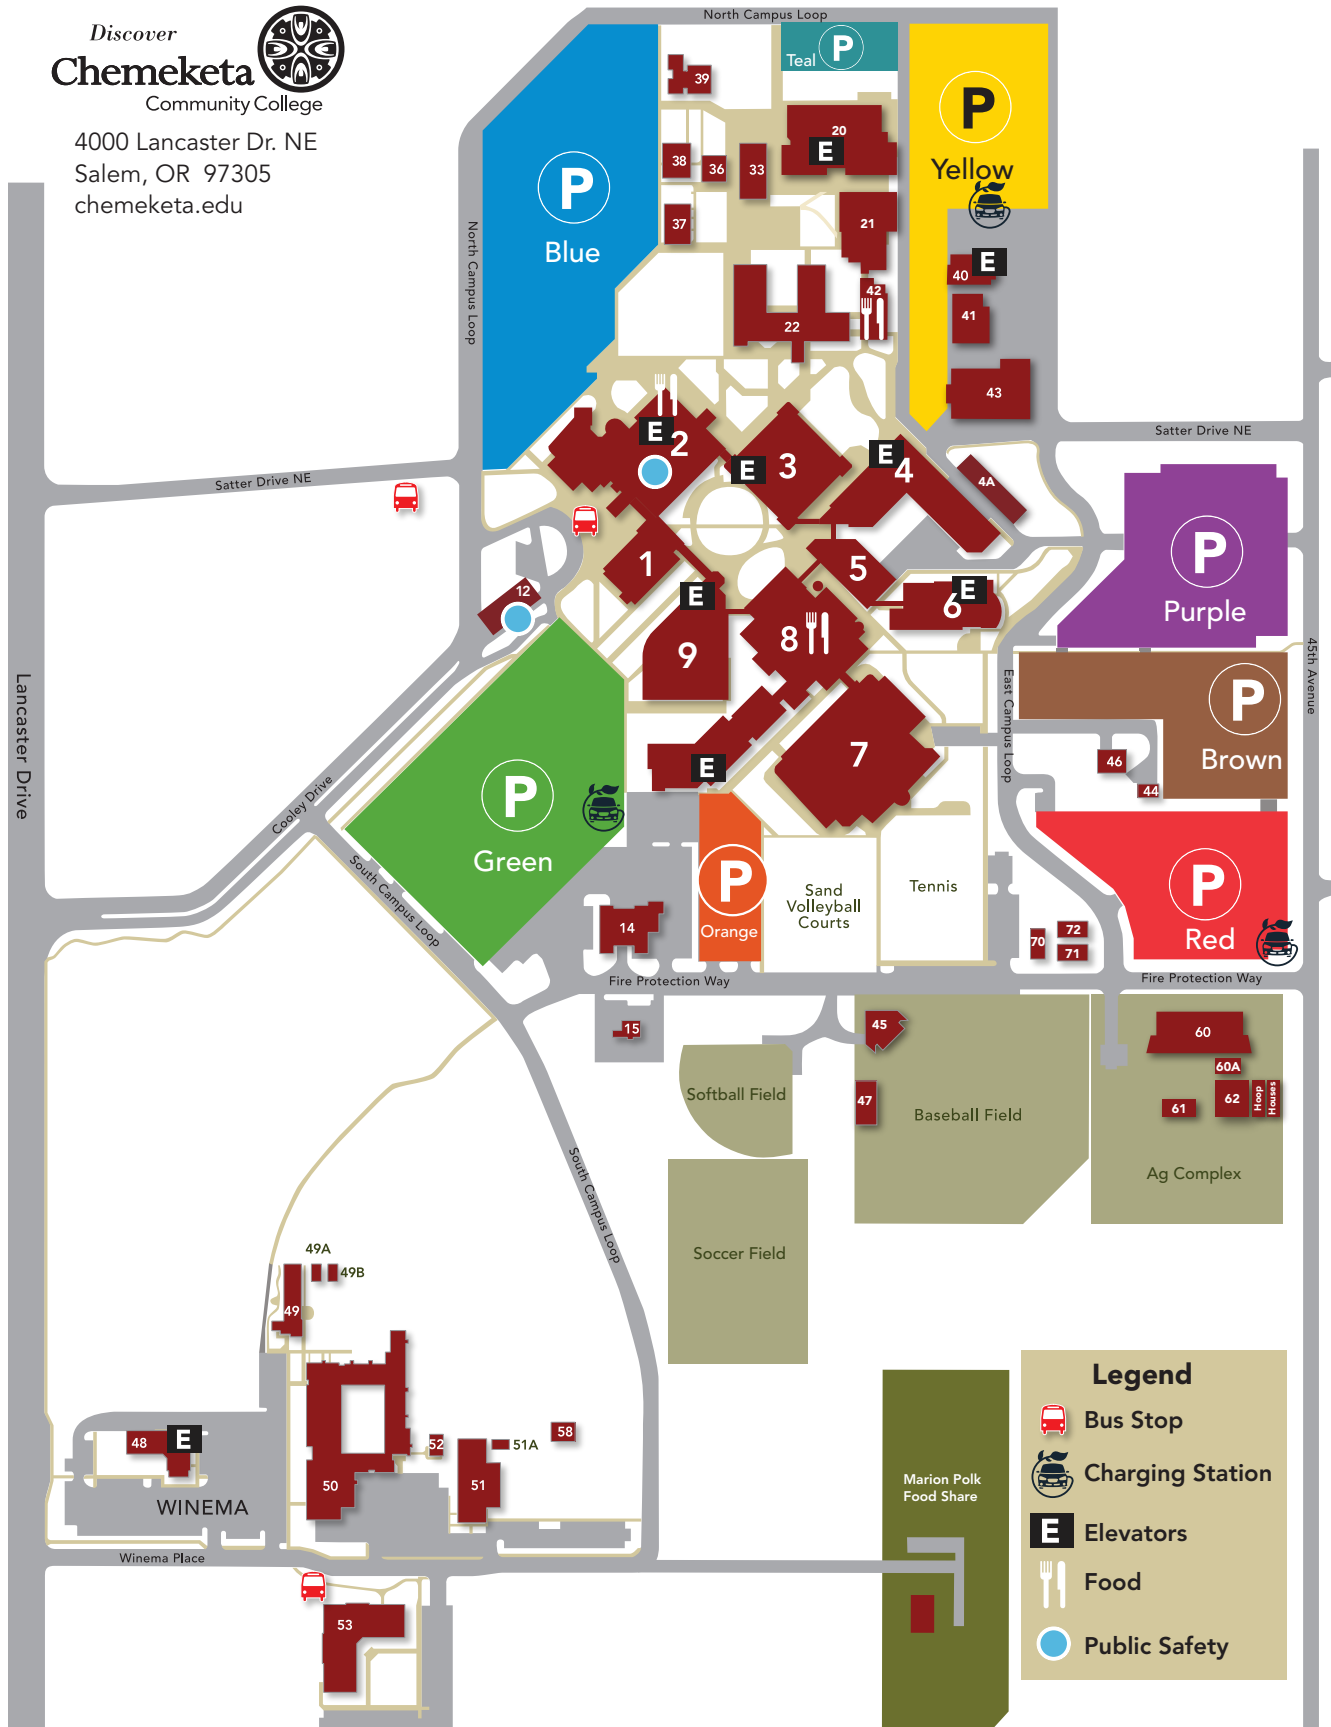 Discover
Chemeketa
Community College
4000 Lancaster Dr. NE
Salem, OR 97305
chemeketa.edu
North Campus Loop
P
Teal
P
Yellow
P
Blue
North Campus Loop
39
20
E
38
36
33
37
21
40
E
42
41
22
43
Satter Drive NE
Satter Drive NE
E
2
E
3
E
4
4A
P
Purple
1
5
12
E
6
E
9
8
45th Avenue
Lancaster Drive
East Campus Loop
P
Brown
7
E
46
44
P
Green
Cooley Drive
South Campus Loop
P
Orange
Sand
Volleyball
Courts
Tennis
P
Red
14
70
72
71
Fire Protection Way
Fire Protection Way
15
45
60
60A
47
61
62
Hoop
Houses
Softball Field
Baseball Field
Ag Complex
South Campus Loop
Soccer Field
49A
49B
49
48
E
WINEMA
50
52
51
51A
58
Winema Place
53
Marion Polk
Food Share
Legend
Bus Stop
Charging Station
E
Elevators
Food
Public Safety